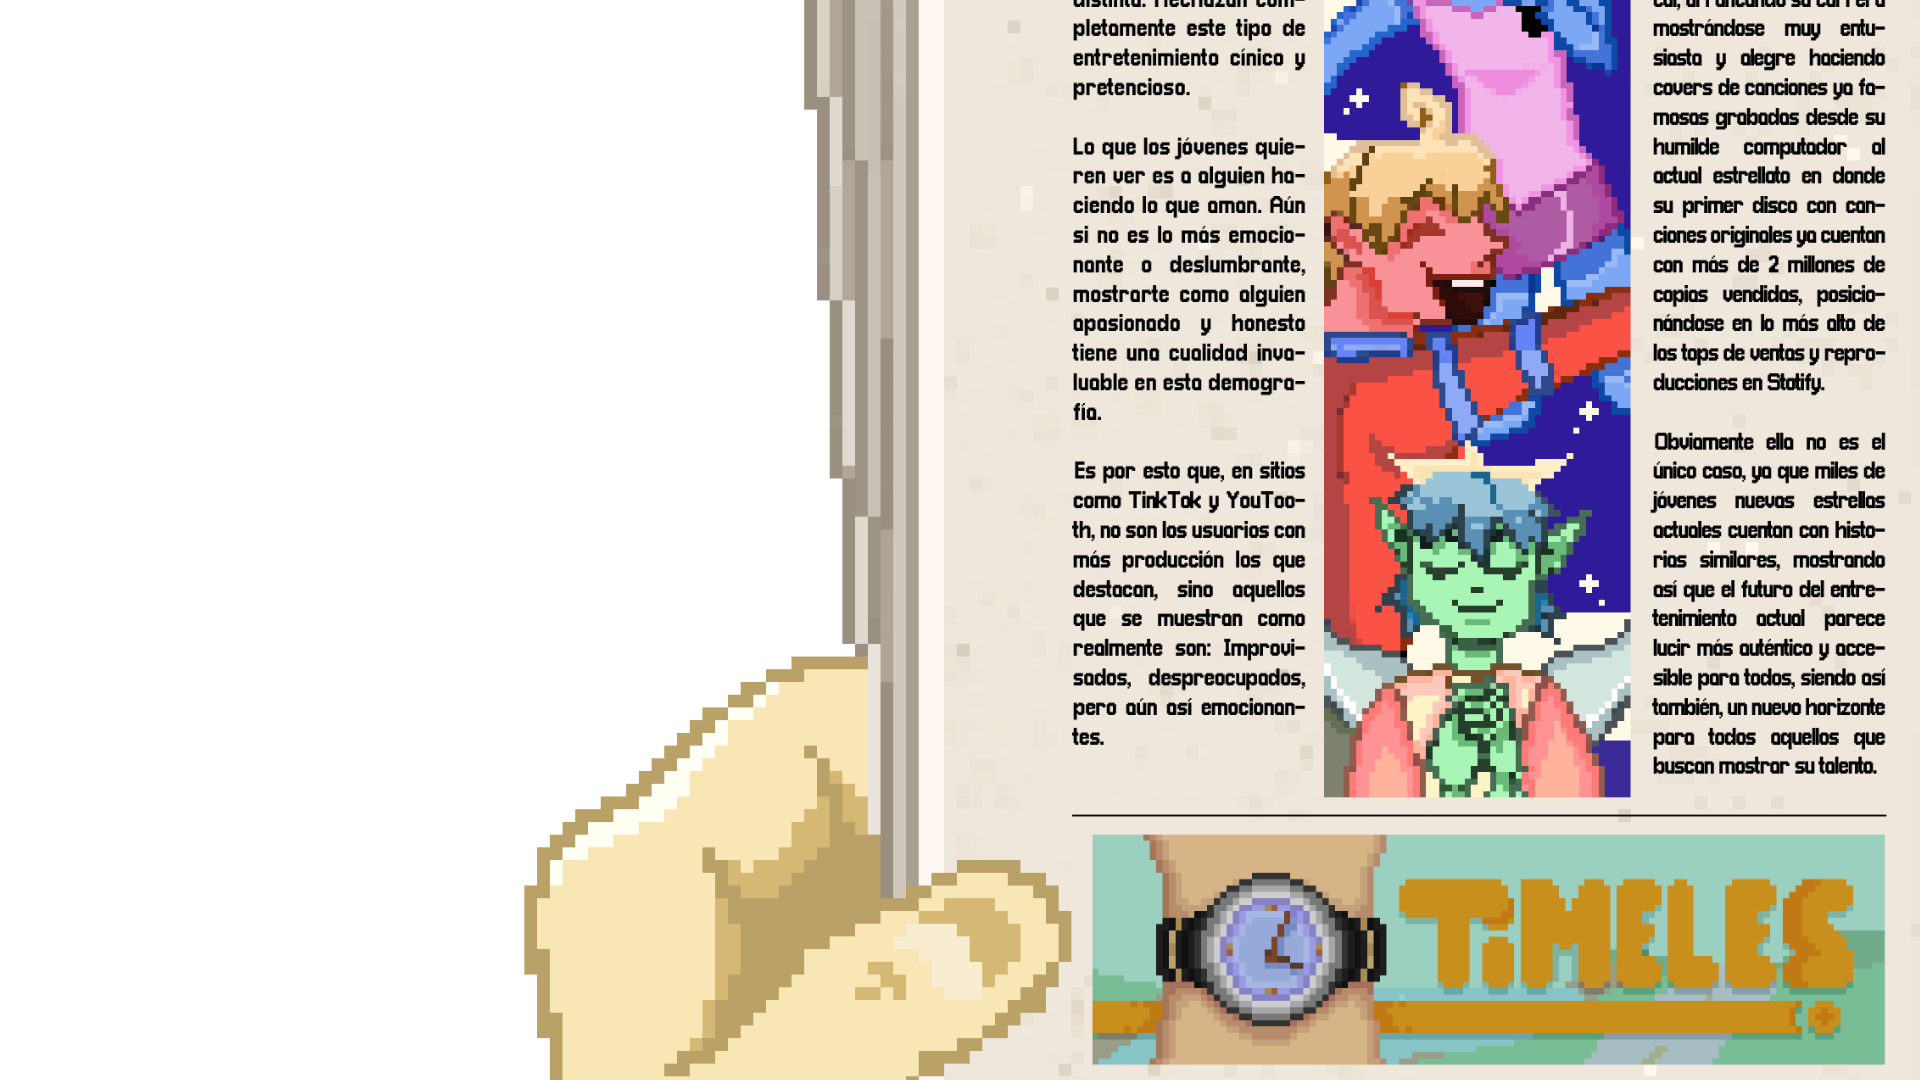 pletamente este tipo de
entretenimiento cínico y
pretencioso.
Lo que los jóvenes quie-
ren ver es a alguien ha-
ciendo lo que aman. Aún
si no es lo más emocio-
nante o deslumbrante,
mostrarte como alguien
apasionado y honesto
tiene una cualidad inva-
luable en esta demogra-
fía.
Es por esto que, en sitios
como TinkTok y YouToo-
th, no son los usuarios con
más producción los que
destacan, sino aquellos
que se muestran como
realmente son: Improvi-
sados, despreocupados,
pero aún así emocionan-
tes.
mostrándose muy entu-
siasta y alegre haciendo
covers de canciones ya fa-
mosas grabadas desde su
humilde computador al
actual estrellato en donde
su primer disco con can-
ciones originales ya cuentan
con más de 2 millones de
copias vendidas, posicio-
nándose en lo más alto de
los tops de ventas y repro-
ducciones en Stotify.
Obviamente ella no es el
único caso, ya que miles de
jóvenes nuevas estrellas
actuales cuentan con histo-
rias similares, mostrando
así que el futuro del entre-
tenimiento actual parece
lucir más auténtico y acce-
sible para todos, siendo así
también, un nuevo horizonte
para todos aquellos que
buscan mostrar su talento.
TiMELES